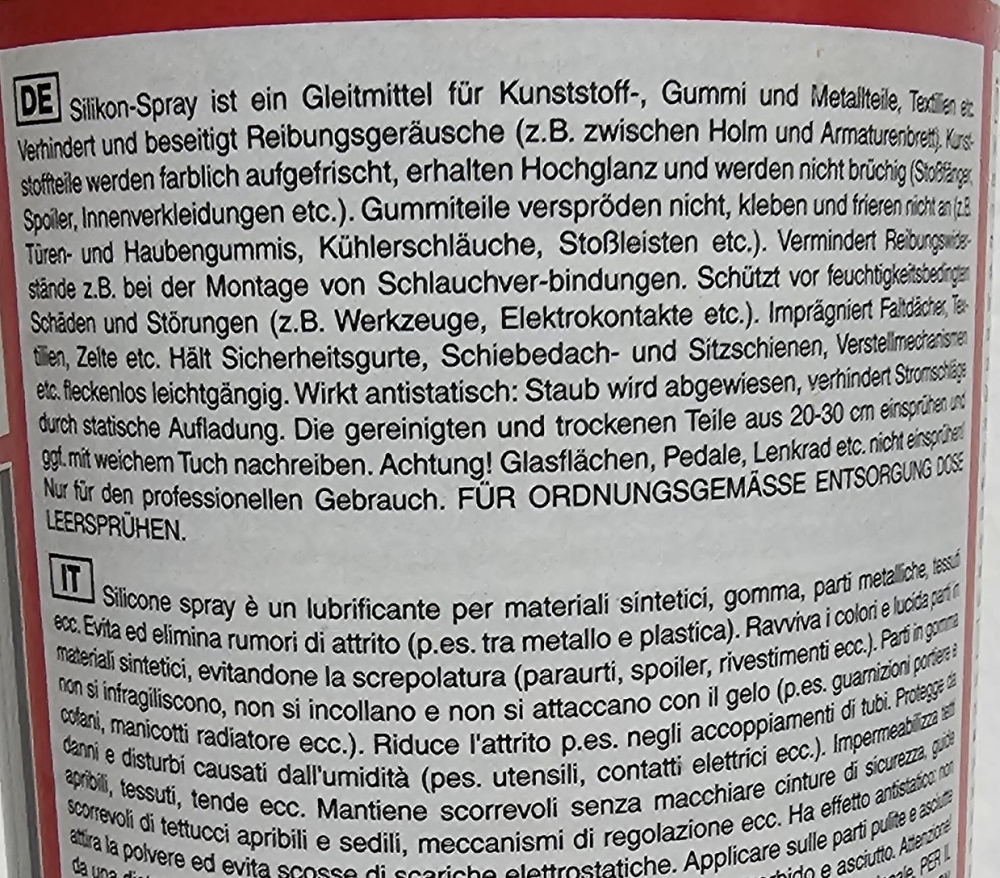 DE Silikon-Spray ist ein Gleitmittel für Kunststoff-, Gummi und Metallteile, Textilien etc.
Verhindert und beseitigt Reibungsgeräusche (z.B. zwischen Holm und Armaturenbrett). Kunst-
stoffteile werden farblich aufgefrischt, erhalten Hochglanz und werden nicht brüchig (Stoßfänger,
Spoiler, Innenverkleidungen etc.). Gummiteile verspröden nicht, kleben und frieren nicht an (z.B.
Türen- und Haubengummis, Kühlerschläuche, Stoßleisten etc.). Vermindert Reibungswider-
stände z.B. bei der Montage von Schlauchver-bindungen. Schützt vor feuchtigkeitsbedingten
Schäden und Störungen (z.B. Werkzeuge, Elektrokontakte etc.). Imprägniert Faltdächer, Tex-
tilien, Zelte etc. Hält Sicherheitsgurte, Schiebedach- und Sitzschienen, Verstellmechanismen
etc. fleckenlos leichtgängig. Wirkt antistatisch: Staub wird abgewiesen, verhindert Stromschläge
durch statische Aufladung. Die gereinigten und trockenen Teile aus 20-30 cm einsprühen und
ggf. mit weichem Tuch nachreiben. Achtung! Glasflächen, Pedale, Lenkrad etc. nicht einsprühen!
Nur für den professionellen Gebrauch. FÜR ORDNUNGSGEMÄSSE ENTSORGUNG DOSE
LEERSPRÜHEN.
IT Silicone spray è un lubrificante per materiali sintetici, gomma, parti metalliche, tessuti
ecc. Evita ed elimina rumori di attrito (p.es. tra metallo e plastica). Ravviva i colori e lucida parti in
materiali sintetici, evitandone la screpolatura (paraurti, spoiler, rivestimenti ecc.). Parti in gomma
non si infragiliscono, non si incollano e non si attaccano con il gelo (p.es. guarnizioni portiere e
cofani, manicotti radiatore ecc.). Riduce l'attrito p.es. negli accoppiamenti di tubi. Protegge da
danni e disturbi causati dall'umidità (pes. utensili, contatti elettrici ecc.). Impermeabilizza tetti
apribili, tessuti, tende ecc. Mantiene scorrevoli senza macchiare cinture di sicurezza, guide
scorrevoli di tettucci apribili e sedili, meccanismi di regolazione ecc. Ha effetto antistatico: non
attira la polvere ed evita scosse di scariche elettrostatiche. Applicare sulle parti pulite e asciutte
da una e asciutto. Attenzione!
PER IL